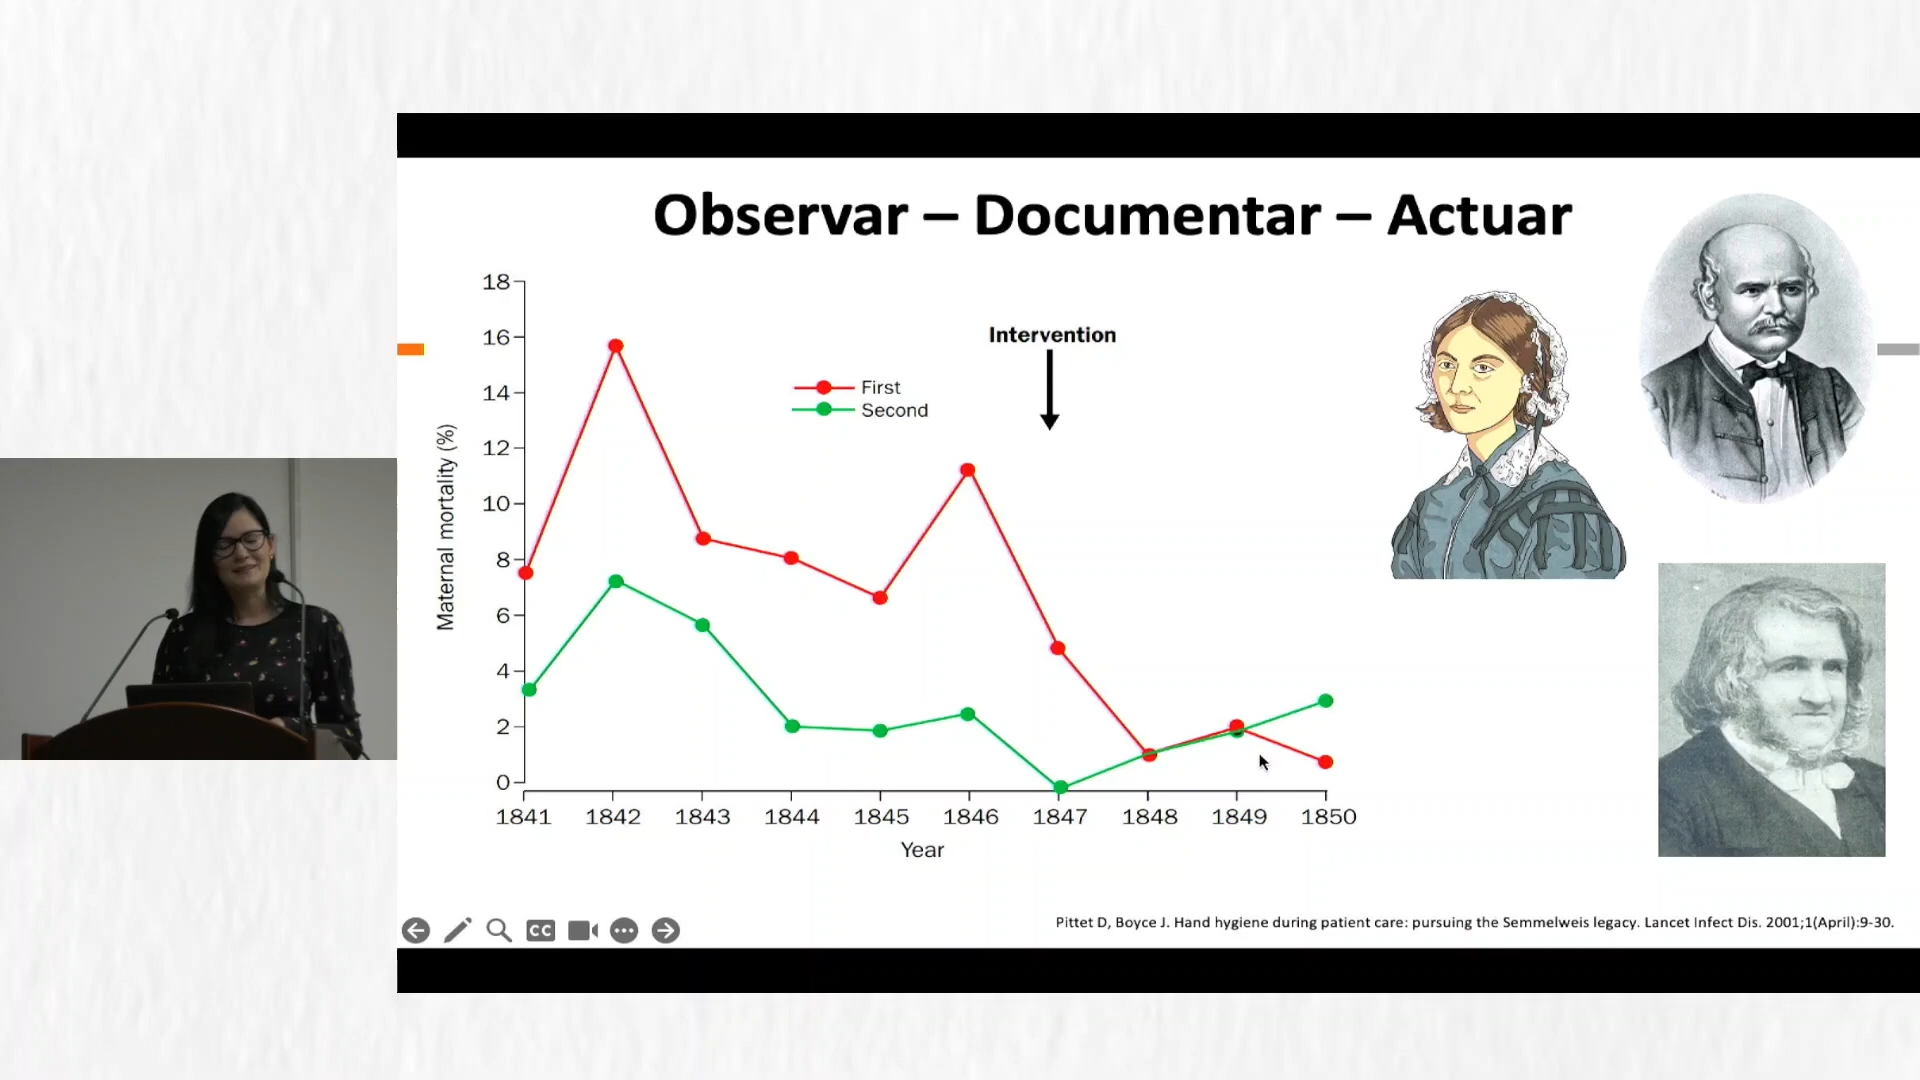 Observar – Documentar – Actuar
18
16
14
12
10
8
6
4
2
0
Maternal mortality (%)
Intervention
First
Second
1841 1842 1843 1844 1845 1846 1847 1848 1849 1850
Year
CC
Pittet D, Boyce J. Hand hygiene during patient care: pursuing the Semmelweis legacy. Lancet Infect Dis. 2001;1(April):9-30.